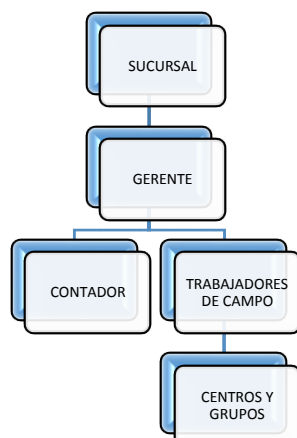 SUCURSAL
GERENTE
CONTADOR
TRABAJADORES
DE CAMPO
CENTROS Y
GRUPOS